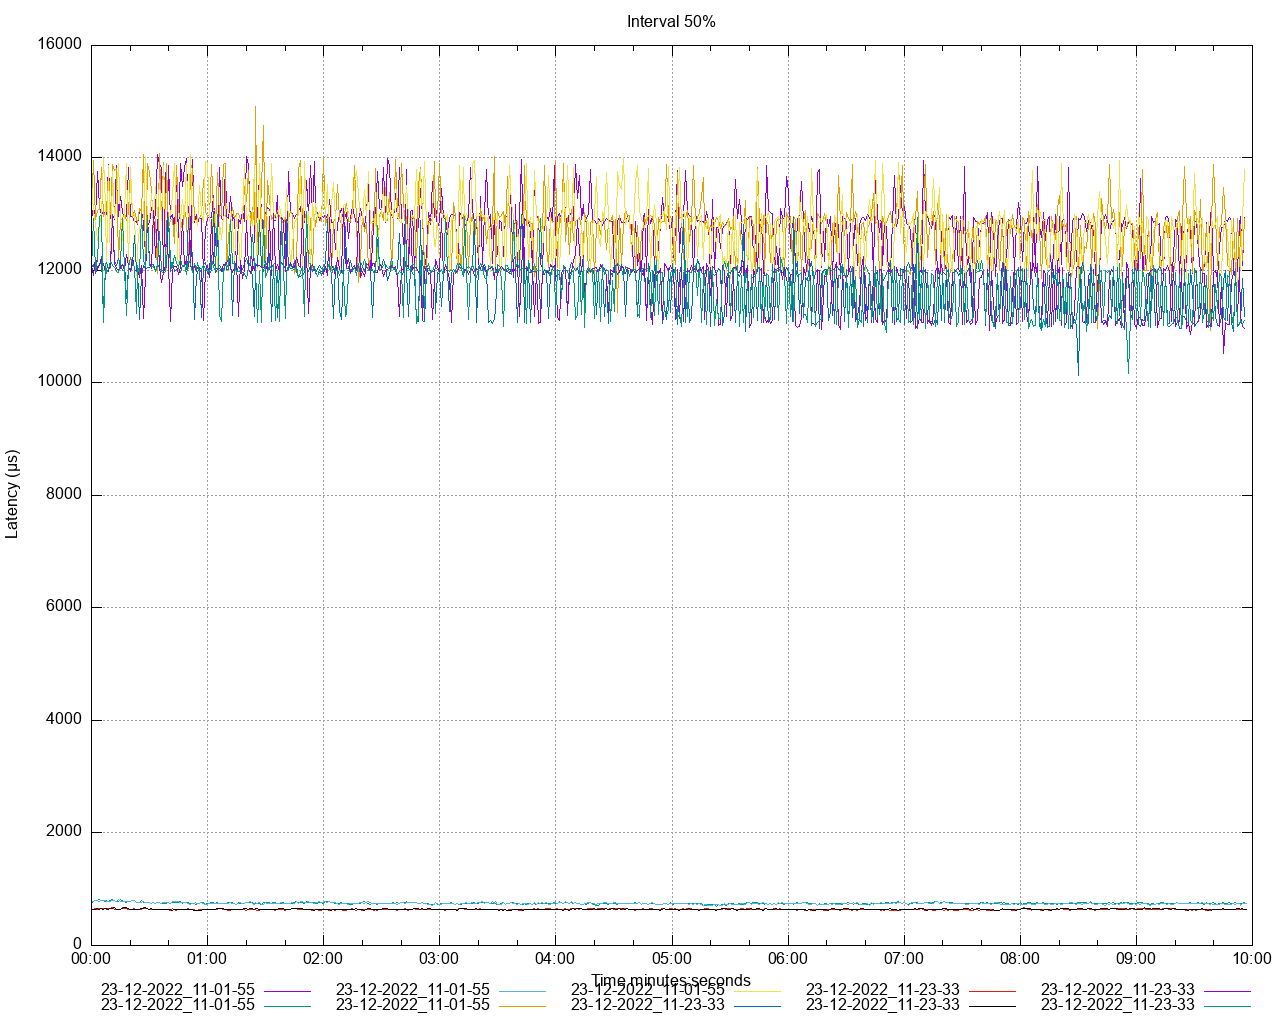 Interval 50%
16000
14000
12000
10000
8000
6000
4000
2000
0
Latency (µs)
00:00 01:00 02:00 03:00 04:00 05:00 06:00 07:00 08:00 09:00 10:00
Time minutes:seconds
23-12-2022_11-01-55 23-12-2022_11-01-55 23-12-2022_11-01-55 23-12-2022_11-23-33 23-12-2022_11-23-33
23-12-2022_11-01-55 23-12-2022_11-01-55 23-12-2022_11-23-33 23-12-2022_11-23-33 23-12-2022_11-23-33